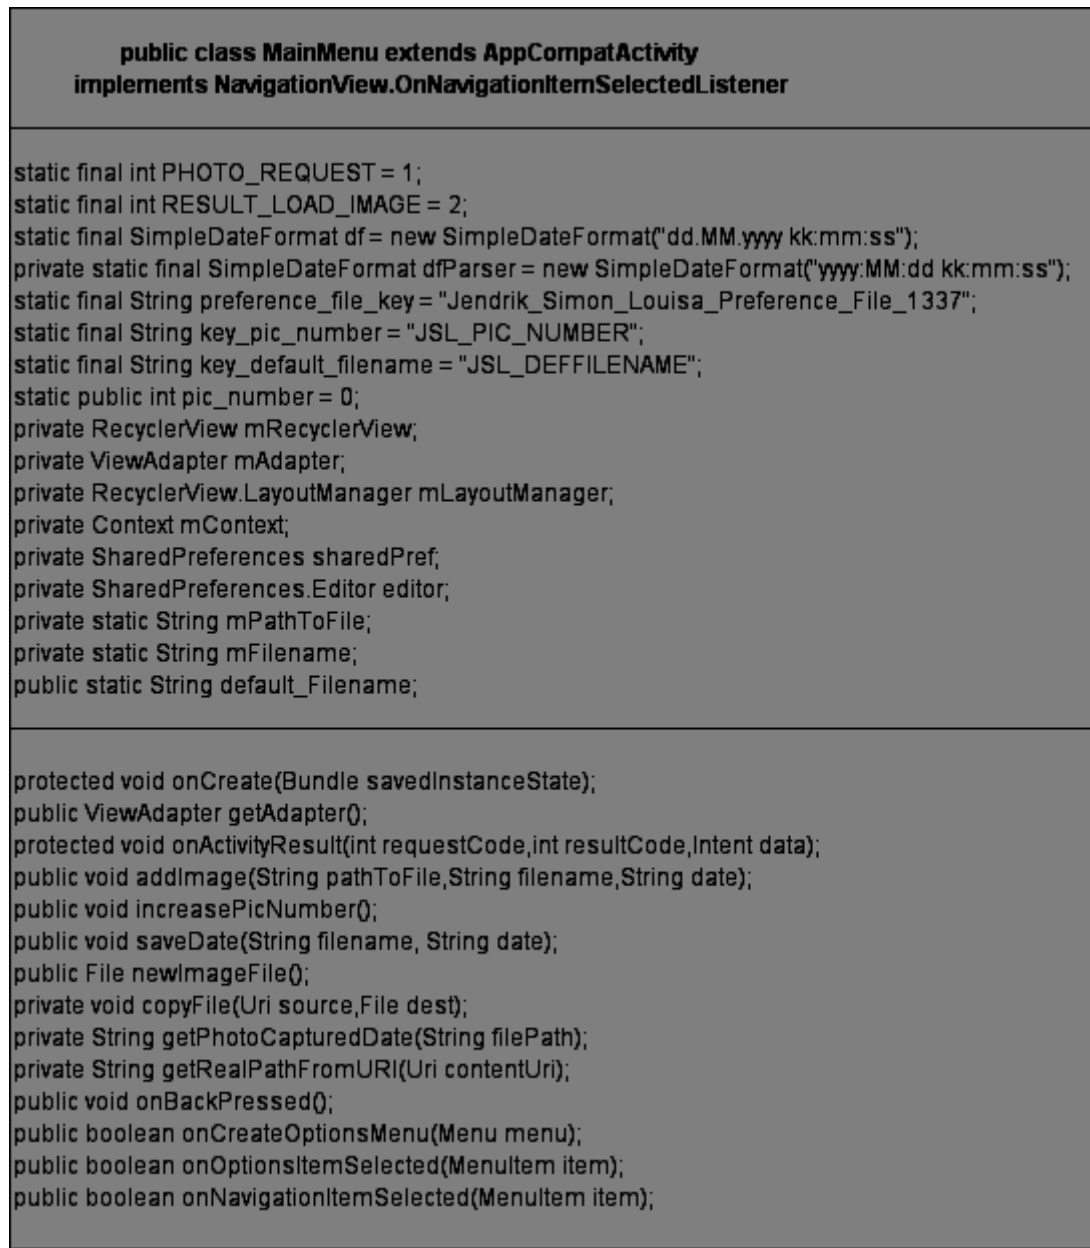 public class MainMenu extends AppCompatActivity
implements NavigationView.OnNavigationItemSelectedListener
static final int PHOTO_REQUEST = 1;
static final int RESULT_LOAD_IMAGE = 2;
static final SimpleDateFormat df = new SimpleDateFormat("dd.MM.yyyy kk:mm:ss");
private static final SimpleDateFormat dfParser = new SimpleDateFormat("yyyy:MM:dd kk:mm:ss");
static final String preference_file_key = "Jendrik_Simon_Louisa_Preference_File_1337";
static final String key_pic_number = "JSL_PIC_NUMBER";
static final String key_default_filename = "JSL_DEFFILENAME";
static public int pic_number = 0;
private RecyclerView mRecyclerView;
private ViewAdapter mAdapter;
private RecyclerView.LayoutManager mLayoutManager;
private Context mContext;
private SharedPreferences sharedPref;
private SharedPreferences.Editor editor;
private static String mPathToFile;
private static String mFilename;
public static String default_Filename;
protected void onCreate(Bundle savedInstanceState);
public ViewAdapter getAdapter();
protected void onActivityResult(int requestCode,int resultCode,Intent data);
public void addImage(String pathToFile,String filename,String date);
public void increasePicNumber();
public void saveDate(String filename, String date);
public File newImageFile();
private void copyFile(Uri source,File dest);
private String getPhotoCapturedDate(String filePath);
private String getRealPathFromURI(Uri contentUri);
public void onBackPressed();
public boolean onCreateOptionsMenu(Menu menu);
public boolean onOptionsItemSelected(MenuItem item);
public boolean onNavigationItemSelected(MenuItem item);